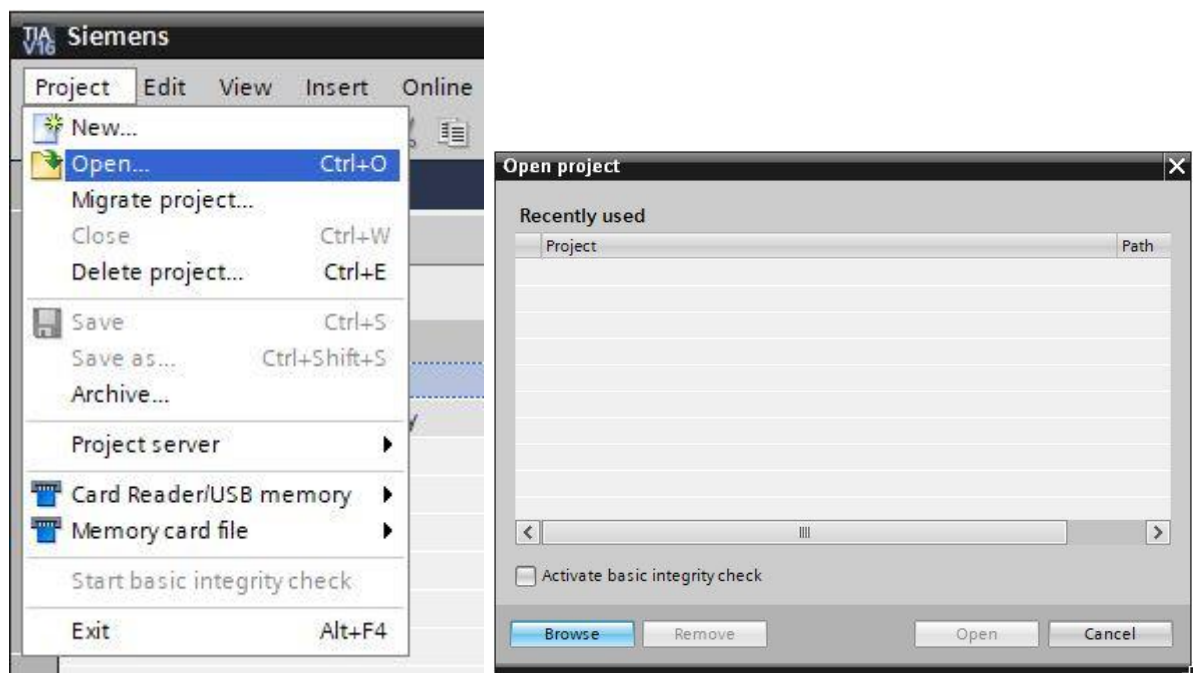 TIA V16 Siemens
Project Edit View Insert Online
New...
Open... Ctrl+O
Migrate project...
Close Ctrl+W
Delete project... Ctrl+E
Save Ctrl+S
Save as... Ctrl+Shift+S
Archive...
Project server
Card Reader/USB memory
Memory card file
Start basic integrity check
Exit Alt+F4
Open project
Recently used
Project Path
Activate basic integrity check
Browse Remove Open Cancel